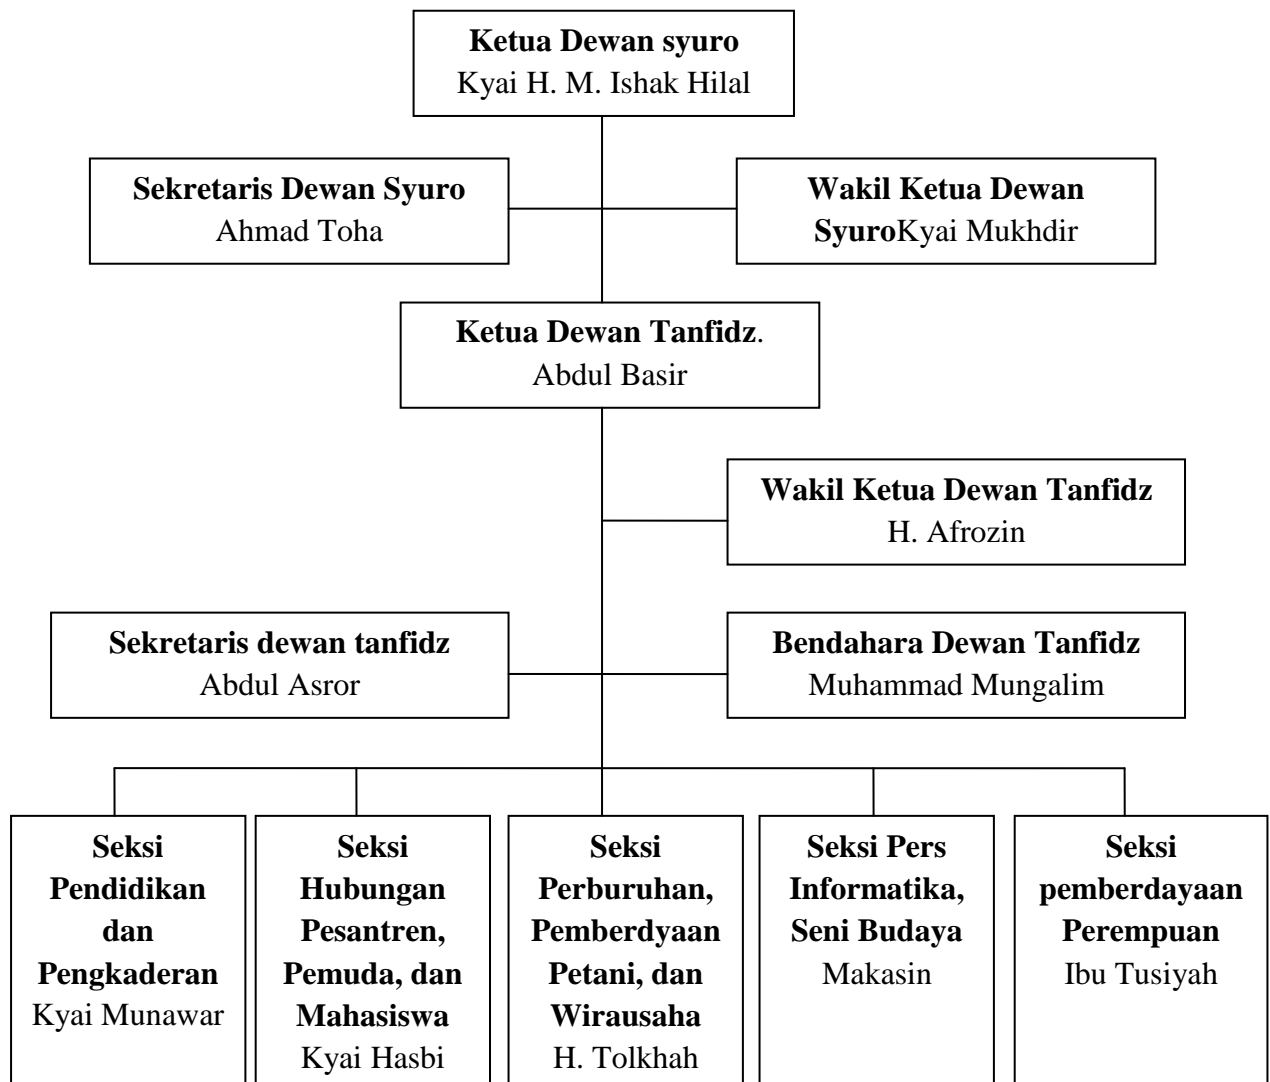 Ketua Dewan syuro
Kyai H. M. Ishak Hilal
Sekretaris Dewan Syuro
Ahmad Toha
Wakil Ketua Dewan
SyuroKyai Mukhdir
Ketua Dewan Tanfidz.
Abdul Basir
Wakil Ketua Dewan Tanfidz
H. Afrozin
Sekretaris dewan tanfidz
Abdul Asror
Bendahara Dewan Tanfidz
Muhammad Mungalim
Seksi
Pendidikan
dan
Pengkaderan
Kyai Munawar
Seksi
Hubungan
Pesantren,
Pemuda, dan
Mahasiswa
Kyai Hasbi
Seksi
Perburuhan,
Pemberdyaan
Petani, dan
Wirausaha
H. Tolkhah
Seksi Pers
Informatika,
Seni Budaya
Makasin
Seksi
pemberdayaan
Perempuan
Ibu Tusiyah